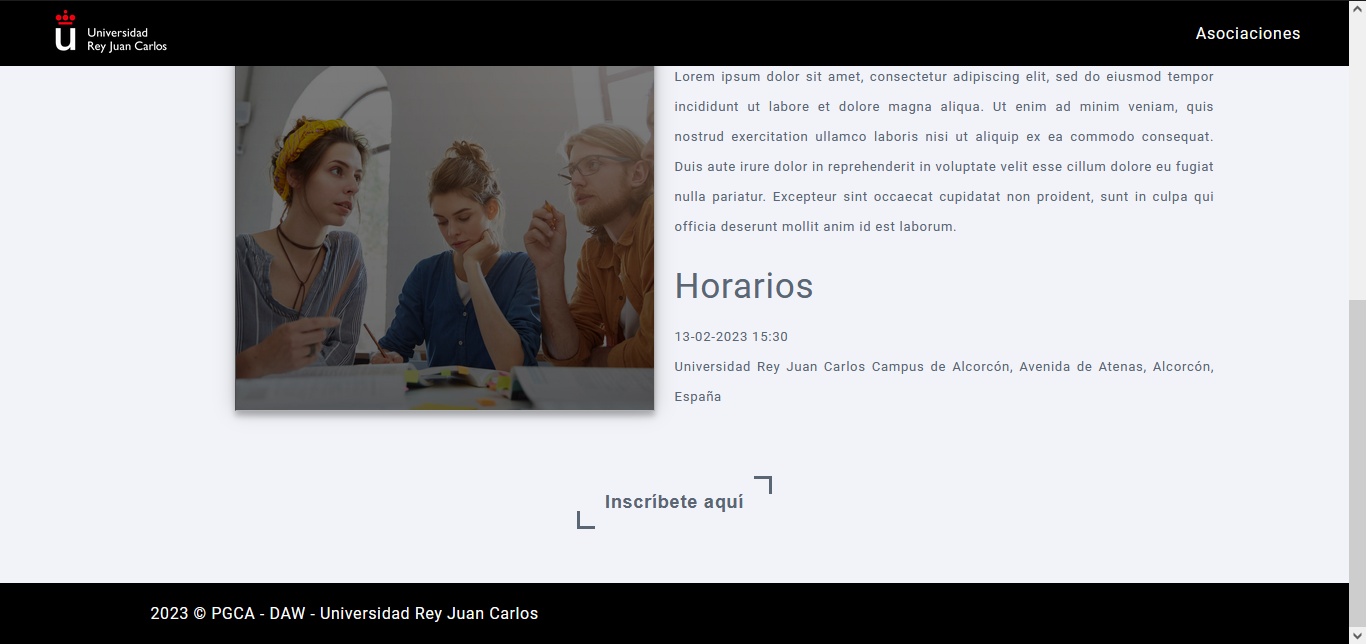 Universidad
Rey Juan Carlos
Asociaciones
Lorem ipsum dolor sit amet, consectetur adipiscing elit, sed do eiusmod tempor
incididunt ut labore et dolore magna aliqua. Ut enim ad minim veniam, quis
nostrud exercitation ullamco laboris nisi ut aliquip ex ea commodo consequat.
Duis aute irure dolor in reprehenderit in voluptate velit esse cillum dolore eu fugiat
nulla pariatur. Excepteur sint occaecat cupidatat non proident, sunt in culpa qui
officia deserunt mollit anim id est laborum.
Horarios
13-02-2023 15:30
Universidad Rey Juan Carlos Campus de Alcorcón, Avenida de Atenas, Alcorcón,
España
Inscríbete aquí
2023 © PGCA - DAW - Universidad Rey Juan Carlos